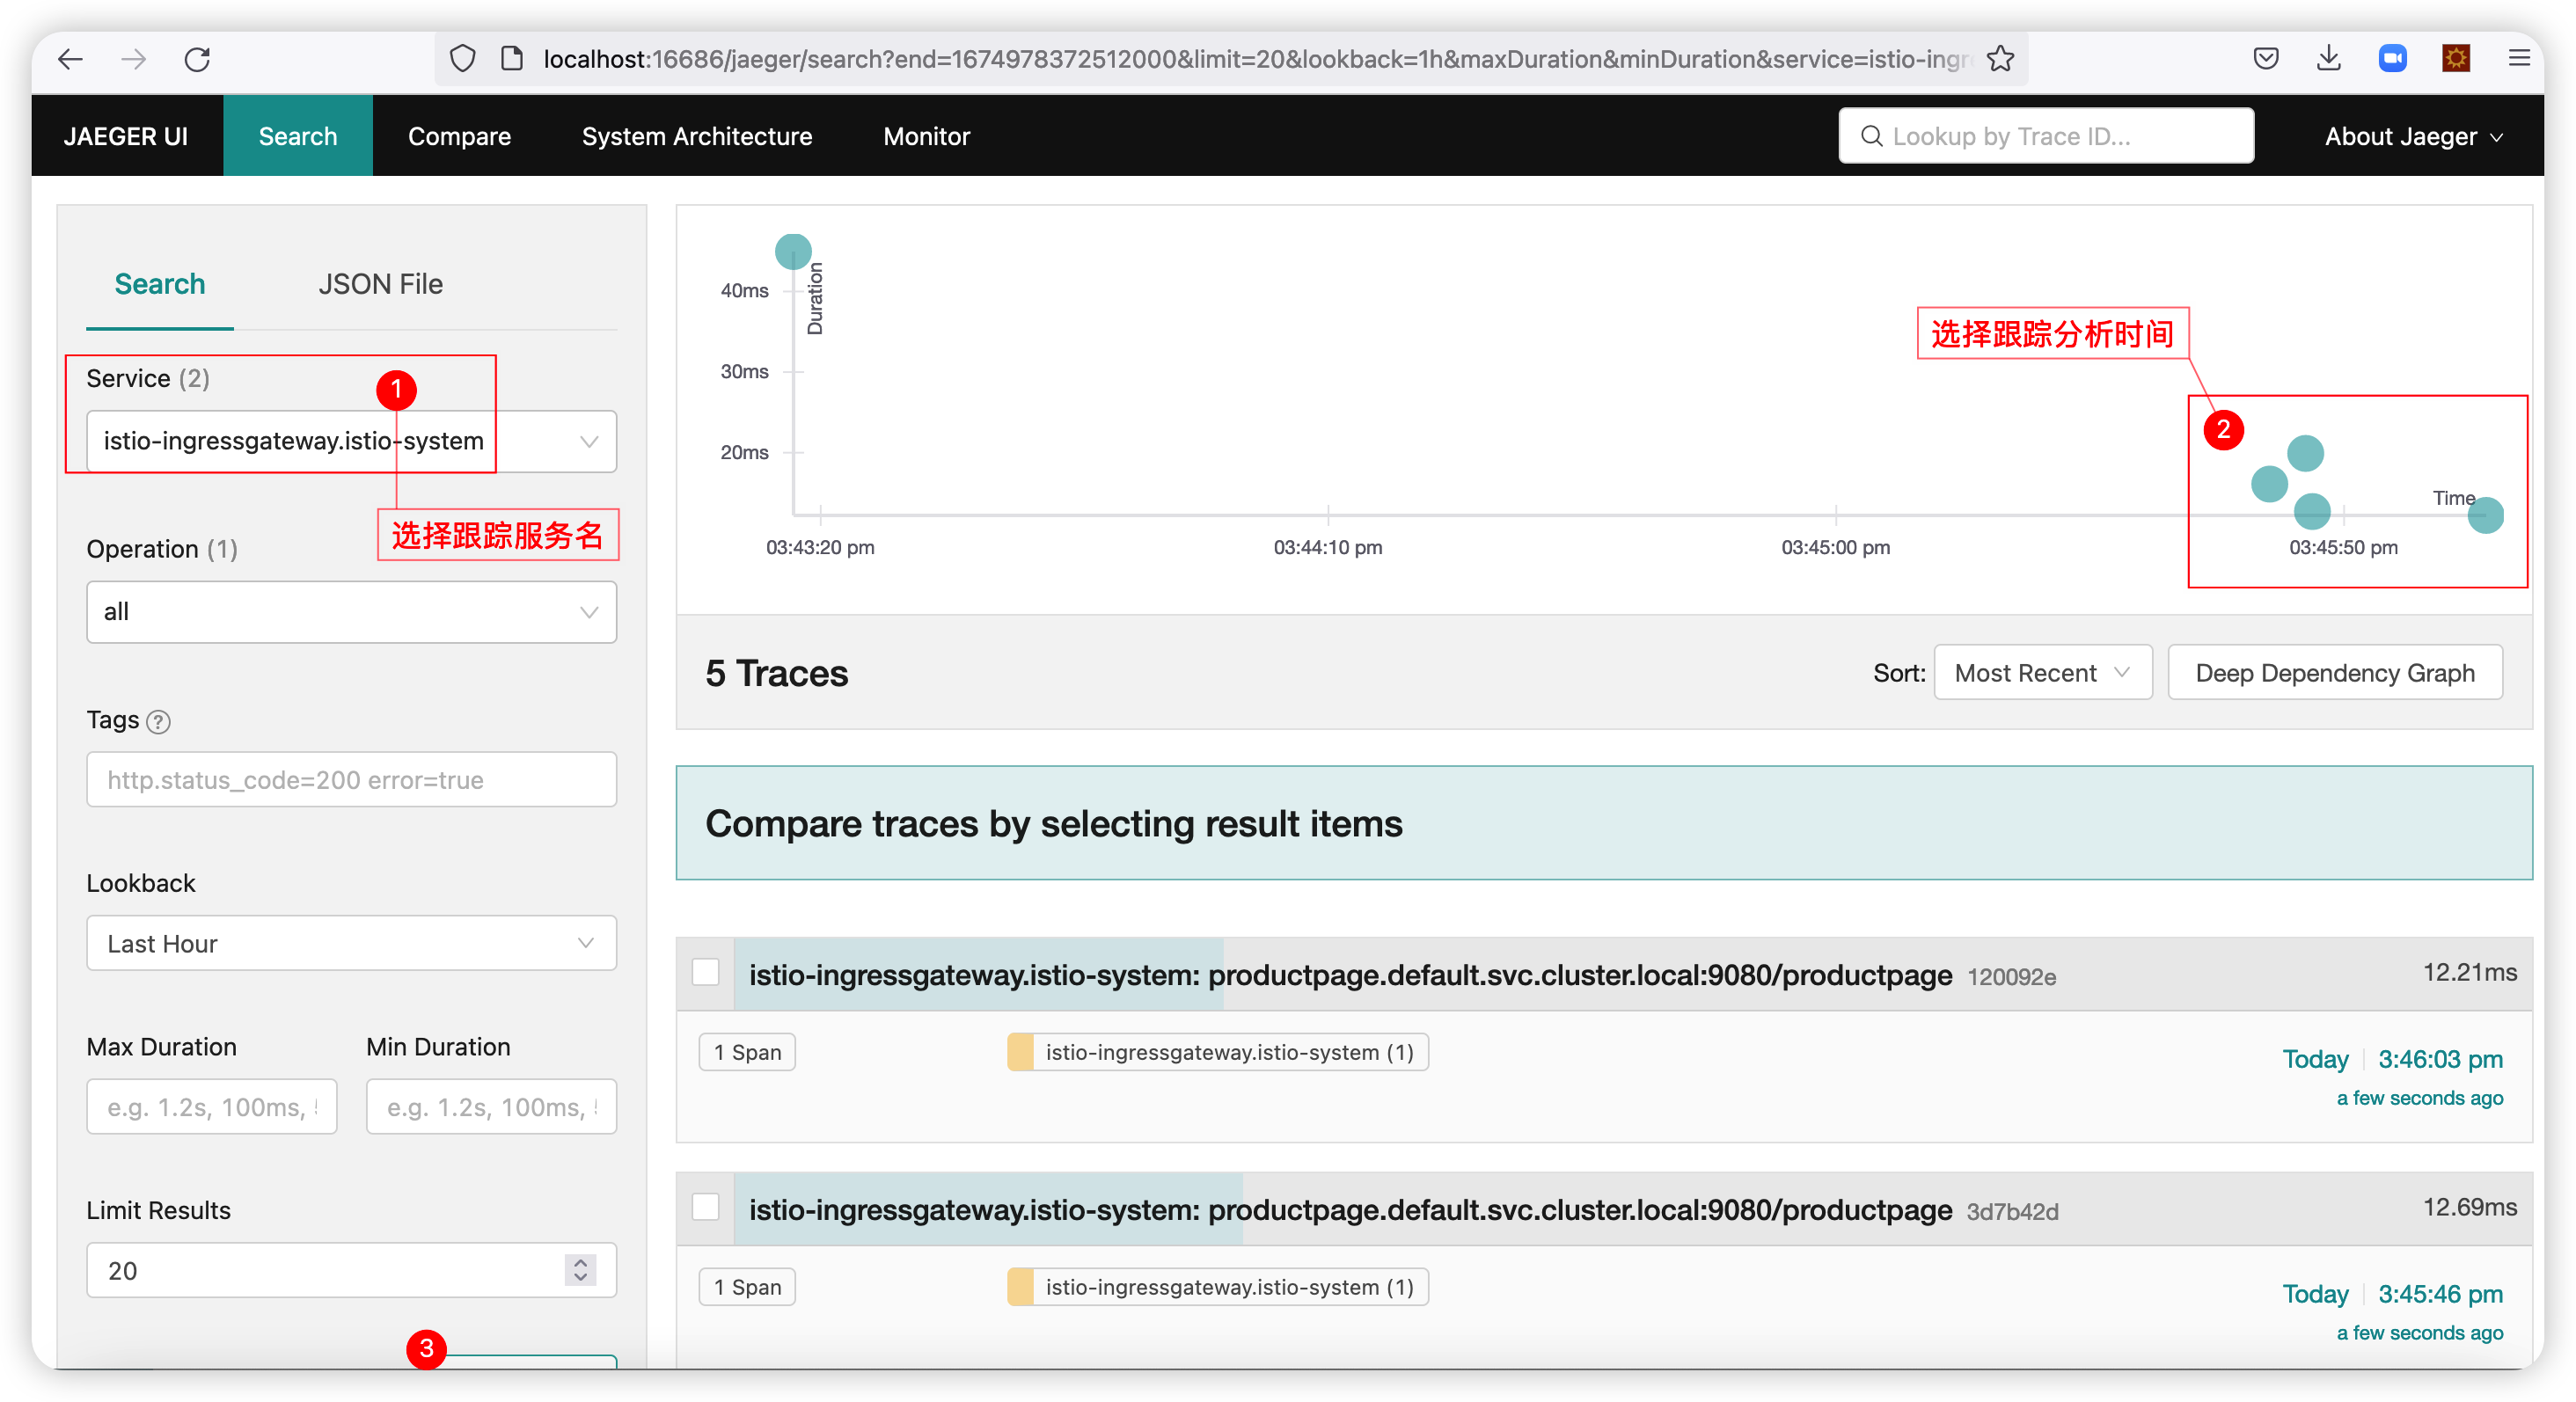 localhost:16686/jaeger/search?end=1674978372512000&limit=20&lookback=1h&maxDuration&minDuration&service=istio-ingr
JAEGER UI
Search
Compare
System Architecture
Monitor
Lookup by Trace ID...
About Jaeger
Search
JSON File
Service (2)
1
istio-ingressgateway.istio-system
选择跟踪服务名
Operation (1)
all
Tags ?
http.status_code=200 error=true
Lookback
Last Hour
Max Duration
Min Duration
e.g. 1.2s, 100ms,
e.g. 1.2s, 100ms,
Limit Results
20
3
Duration
40ms
30ms
20ms
选择跟踪分析时间
2
Time
03:43:20 pm
03:44:10 pm
03:45:00 pm
03:45:50 pm
5 Traces
Sort:
Most Recent
Deep Dependency Graph
Compare traces by selecting result items
istio-ingressgateway.istio-system: productpage.default.svc.cluster.local:9080/productpage 120092e
12.21ms
1 Span
istio-ingressgateway.istio-system (1)
Today
3:46:03 pm
a few seconds ago
istio-ingressgateway.istio-system: productpage.default.svc.cluster.local:9080/productpage 3d7b42d
12.69ms
1 Span
istio-ingressgateway.istio-system (1)
Today
3:45:46 pm
a few seconds ago